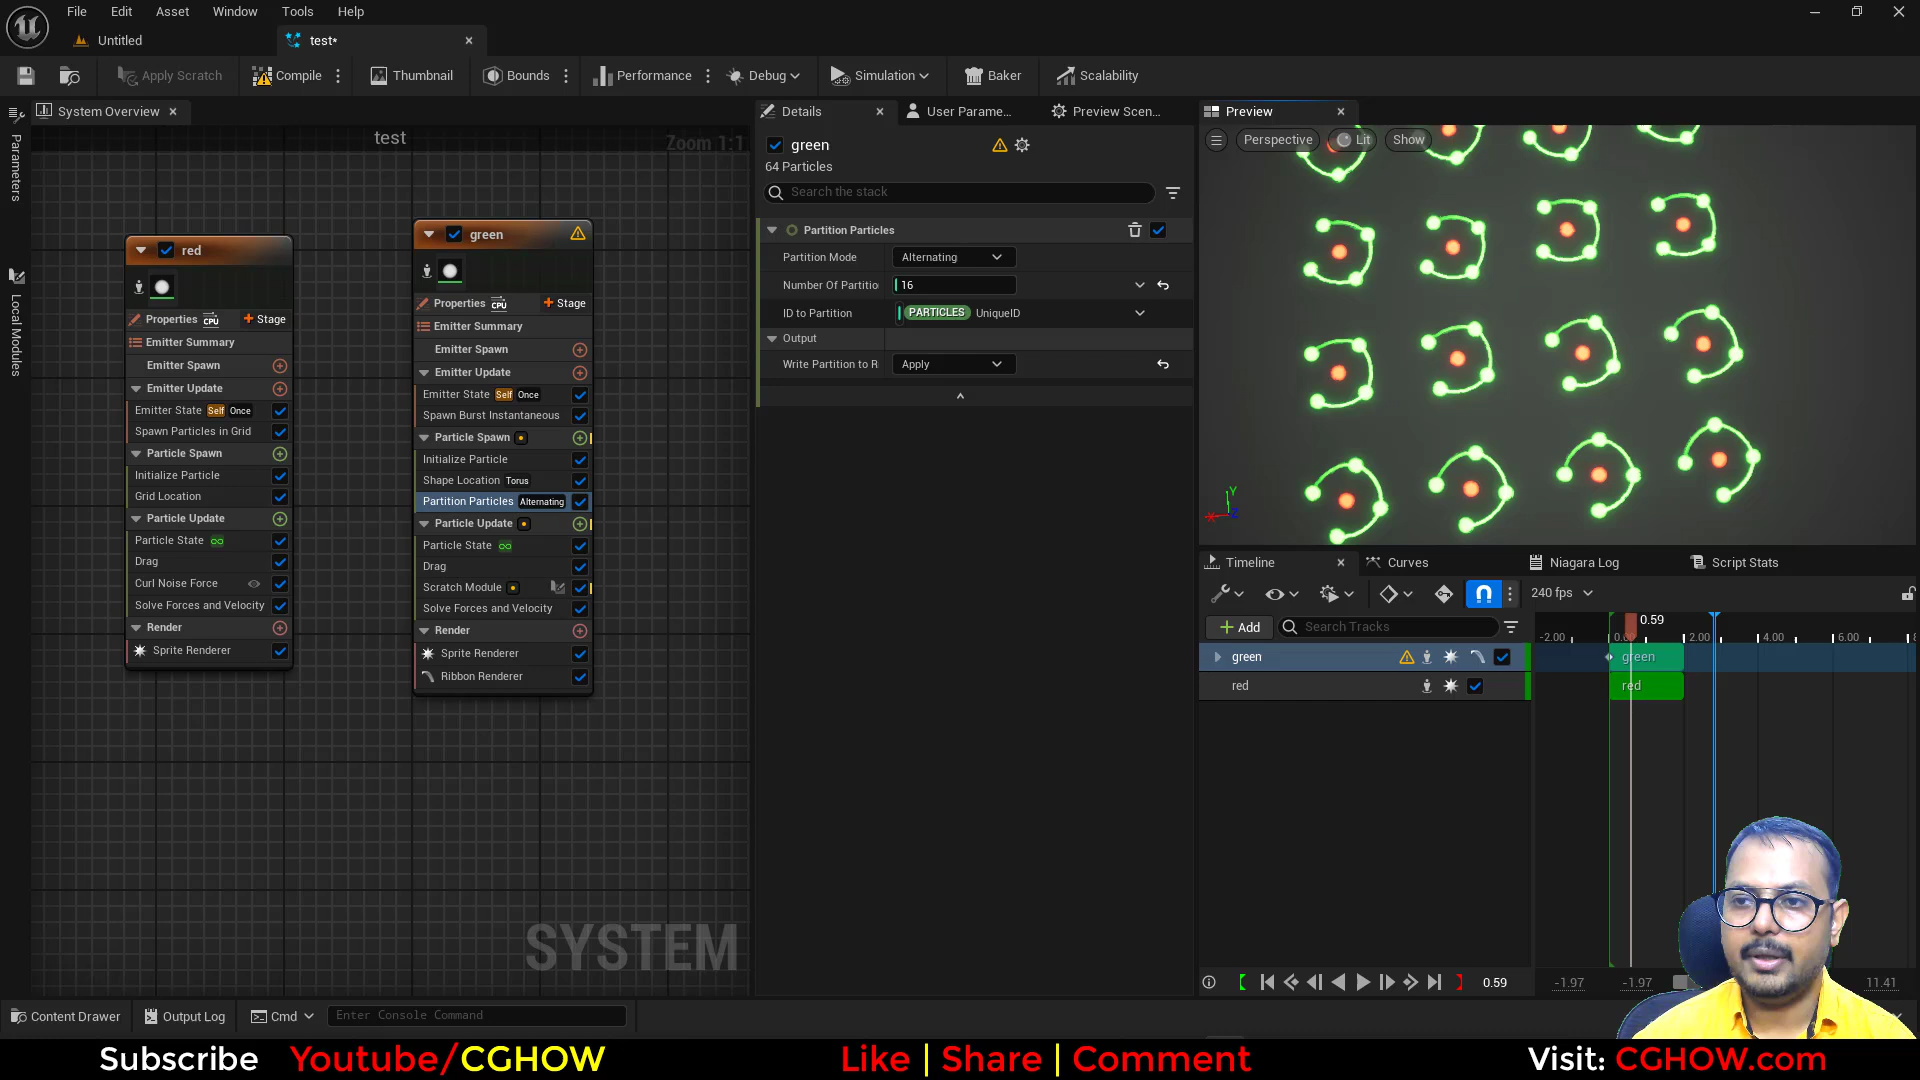 File Edit Asset Window Tools Help
Untitled test*
Apply Scratch Compile Thumbnail Bounds Performance Debug Simulation Baker Scalability
Parameters
Local Modules
System Overview
test
Zoom 1:1
red
Properties CPU Stage
Emitter Summary
Emitter Spawn
Emitter Update
Emitter State Self Once
Spawn Particles in Grid
Particle Spawn
Initialize Particle
Grid Location
Particle Update
Particle State
Drag
Curl Noise Force
Solve Forces and Velocity
Render
Sprite Renderer
green
Properties CPU Stage
Emitter Summary
Emitter Spawn
Emitter Update
Emitter State Self Once
Spawn Burst Instantaneous
Particle Spawn
Initialize Particle
Shape Location Torus
Partition Particles Alternating
Particle Update
Particle State
Drag
Scratch Module
Solve Forces and Velocity
Render
Sprite Renderer
Ribbon Renderer
SYSTEM
Details User Parame... Preview Scen...
green
64 Particles
Search the stack
Partition Particles
Partition Mode Alternating
Number Of Partitio 16
ID to Partition PARTICLES UniqueID
Output
Write Partition to R Apply
Preview
Perspective Lit Show
Y
X
Z
Timeline Curves Niagara Log Script Stats
240 fps
Add Search Tracks
0.59
-2.00 0.00 2.00 4.00 6.00 8
green green
red red
0.59 -1.97 -1.97 11.41
Content Drawer Output Log Cmd Enter Console Command
Subscribe Youtube/CGHOW Like | Share | Comment Visit: CGHOW.com